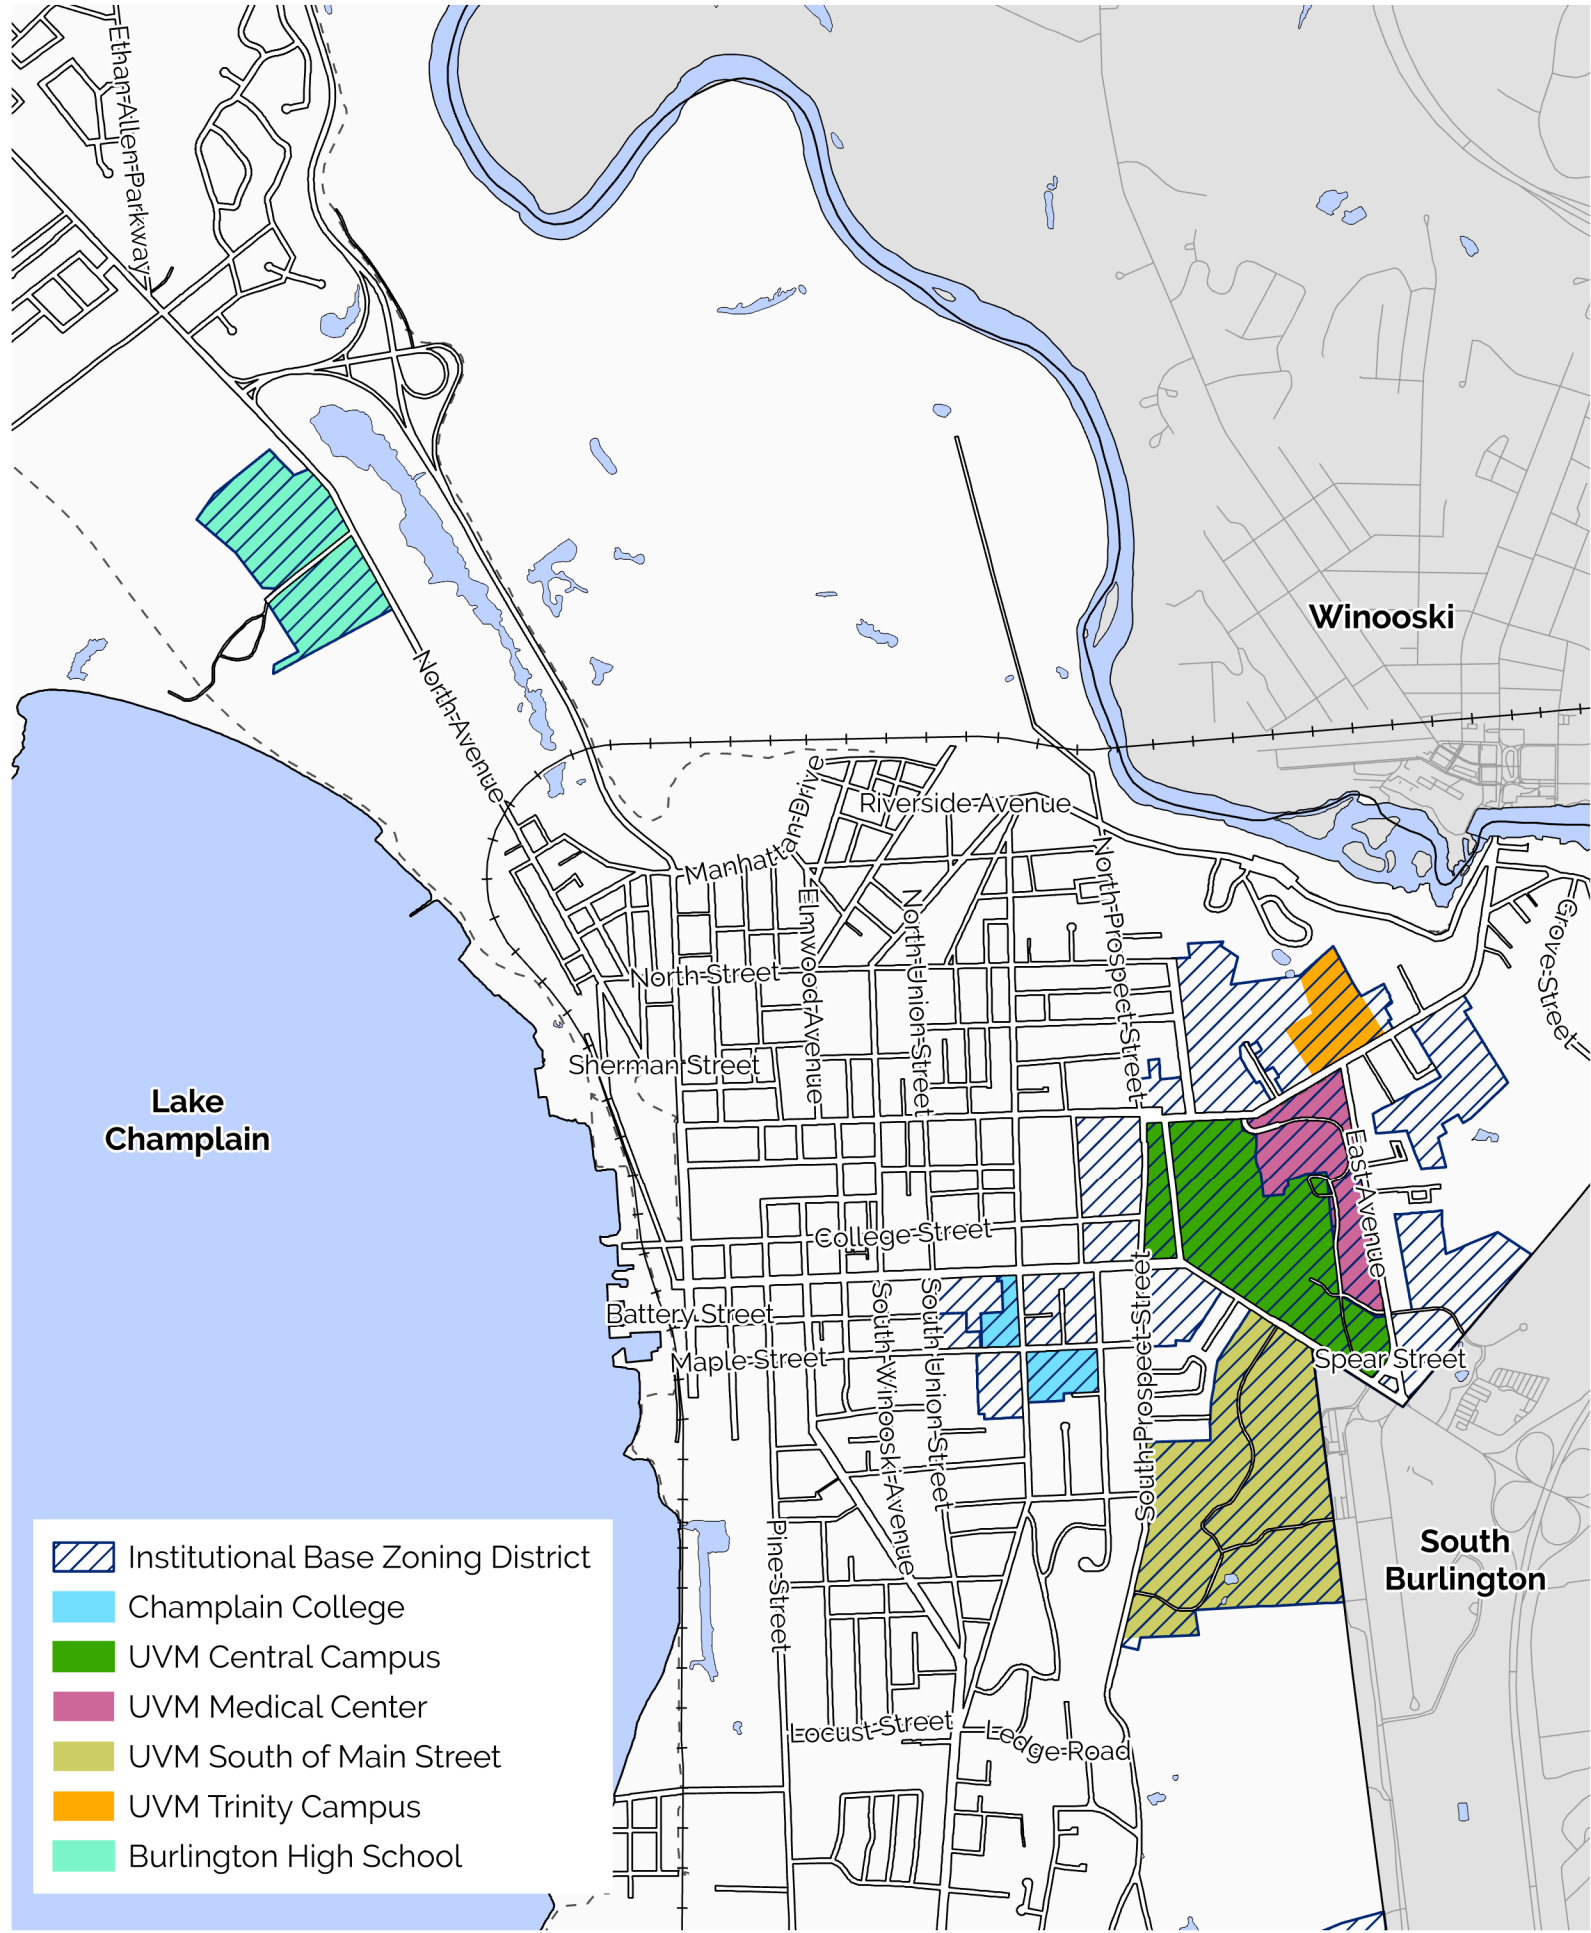 Ethan-Allen-Parkway
Winooski
North-Avenue
Manhattan-Drive
Riverside-Avenue
North-Prospect-Street
Elmwood-Avenue
North-Union-Street
Grove-Street
North-Street
Sherman-Street
Lake
Champlain
East-Avenue
College-Street
South-Prospect-Street
South-Winooski-Avenue
South-Union-Street
Battery-Street
Maple-Street
Spear Street
Pine-Street
South
Burlington
Locust-Street
Ledge-Road
Institutional Base Zoning District
Champlain College
UVM Central Campus
UVM Medical Center
UVM South of Main Street
UVM Trinity Campus
Burlington High School